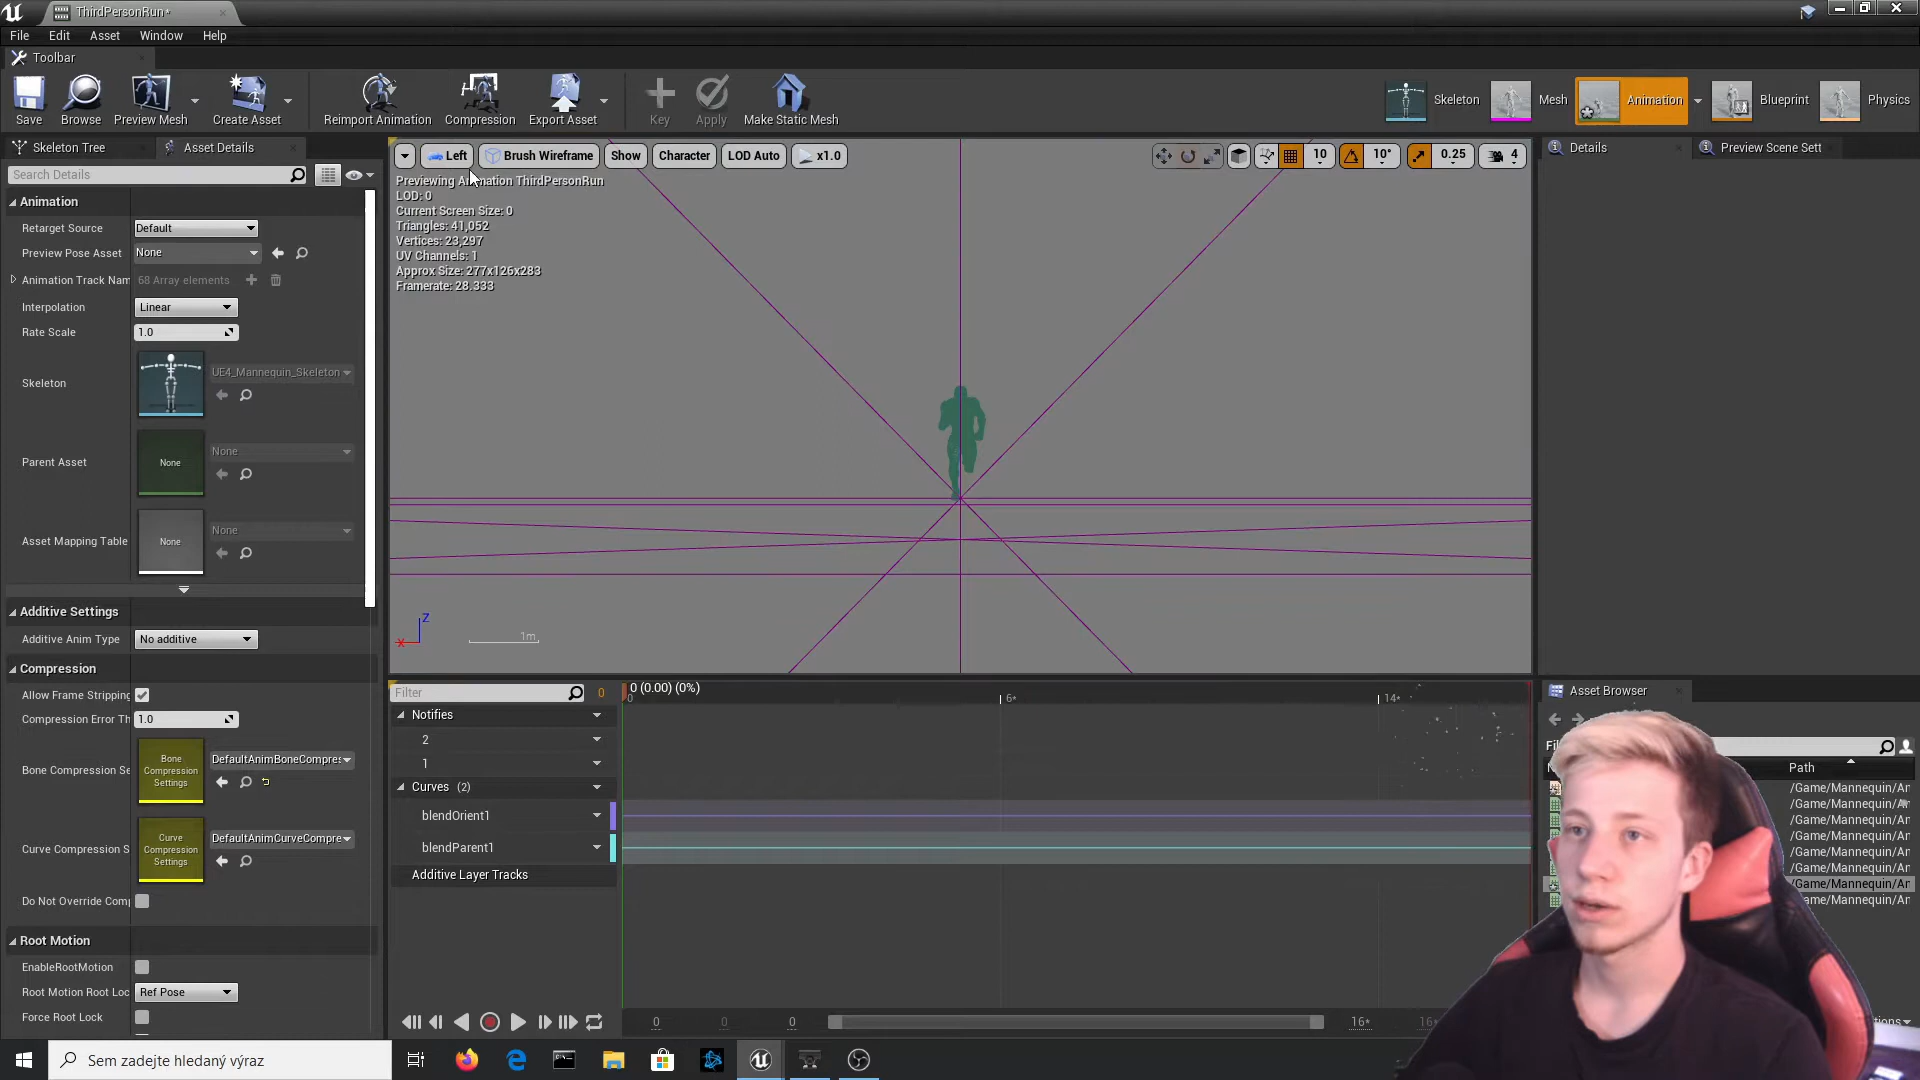 ThirdPersonRun*
File Edit Asset Window Help
Toolbar
Save Browse Preview Mesh Create Asset Reimport Animation Compression Export Asset Key Apply Make Static Mesh
Skeleton Mesh Animation Blueprint Physics
Skeleton Tree Asset Details
Search Details
Animation
Retarget Source Default
Preview Pose Asset None
Animation Track Nam 68 Array elements
Interpolation Linear
Rate Scale 1.0
Skeleton UE4_Mannequin_Skeleton
Parent Asset None None
Asset Mapping Table None None
Additive Settings
Additive Anim Type No additive
Compression
Allow Frame Stripping
Compression Error Th 1.0
Bone Compression Se Bone Compression Settings DefaultAnimBoneCompres
Curve Compression S Curve Compression Settings DefaultAnimCurveCompre
Do Not Override Comp
Root Motion
EnableRootMotion
Root Motion Root Loc Ref Pose
Force Root Lock
Left Brush Wireframe Show Character LOD Auto x1.0
10 10° 0.25 4
Previewing Animation ThirdPersonRun
LOD: 0
Current Screen Size: 0
Triangles: 41,052
Vertices: 23,297
UV Channels: 1
Approx Size: 277x126x283
Framerate: 28.333
Z
X
1m
Details Preview Scene Sett
Filter 0 0 (0.00) (0%)
0 6* 14*
Notifies
2
1
Curves (2)
blendOrient1
blendParent1
Additive Layer Tracks
0 0 0 16* 16*
Asset Browser
Path
/Game/Mannequin/An
/Game/Mannequin/An
/Game/Mannequin/An
/Game/Mannequin/An
/Game/Mannequin/An
/Game/Mannequin/An
/Game/Mannequin/An
/Game/Mannequin/An
Sem zadejte hledaný výraz